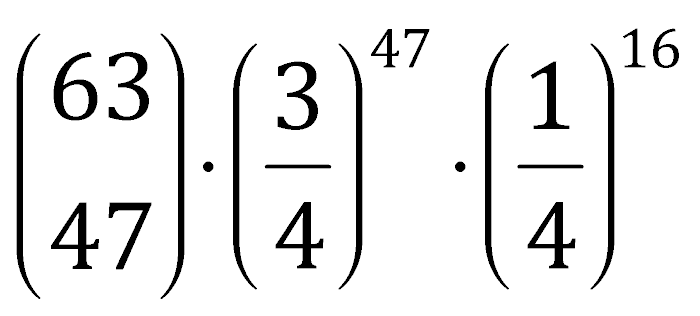 (63 47) · (3/4)^47 · (1/4)^16